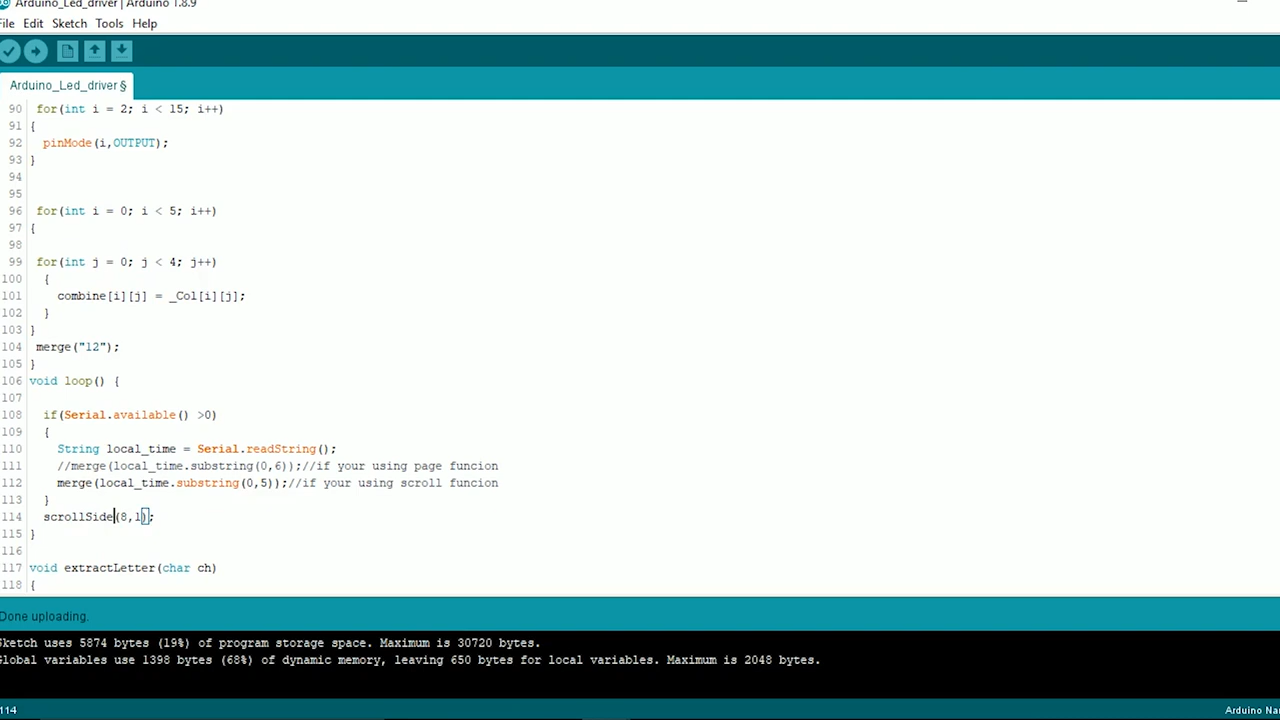 Arduino_Led_driver | Arduino 1.8.9
File Edit Sketch Tools Help
Arduino_Led_driver §
90 for(int i = 2; i < 15; i++)
91 {
92 pinMode(i,OUTPUT);
93 }
94
95
96 for(int i = 0; i < 5; i++)
97 {
98
99 for(int j = 0; j < 4; j++)
100 {
101 combine[i][j] = _Col[i][j];
102 }
103 }
104 merge("12");
105 }
106 void loop() {
107
108 if(Serial.available() >0)
109 {
110 String local_time = Serial.readString();
111 //merge(local_time.substring(0,6));//if your using page funcion
112 merge(local_time.substring(0,5));//if your using scroll funcion
113 }
114 scrollSide(8,1);
115 }
116
117 void extractLetter(char ch)
118 {
Done uploading.
Sketch uses 5874 bytes (19%) of program storage space. Maximum is 30720 bytes.
Global variables use 1398 bytes (68%) of dynamic memory, leaving 650 bytes for local variables. Maximum is 2048 bytes.
114 Arduino Na